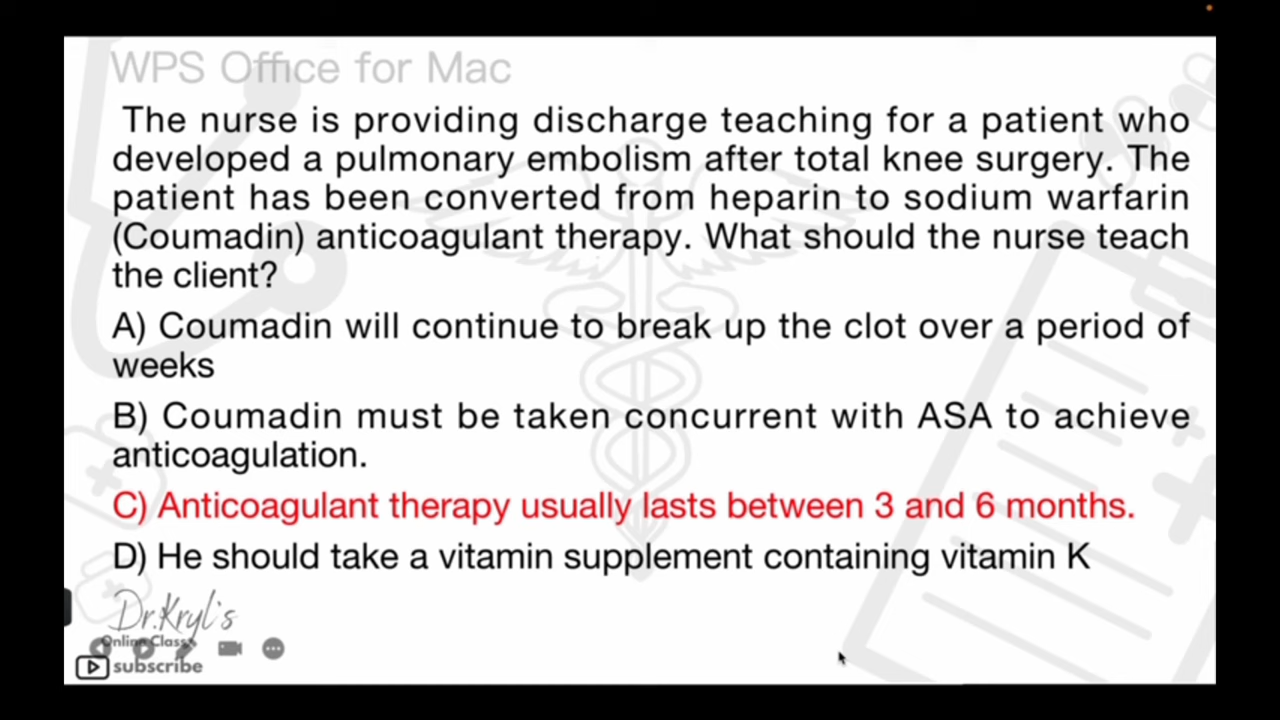 WPS Office for Mac
The nurse is providing discharge teaching for a patient who
developed a pulmonary embolism after total knee surgery. The
patient has been converted from heparin to sodium warfarin
(Coumadin) anticoagulant therapy. What should the nurse teach
the client?
A) Coumadin will continue to break up the clot over a period of
weeks
B) Coumadin must be taken concurrent with ASA to achieve
anticoagulation.
C) Anticoagulant therapy usually lasts between 3 and 6 months.
D) He should take a vitamin supplement containing vitamin K
Dr.Kryl's
Online Class
subscribe